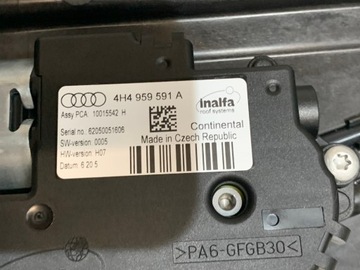 4H4 959 591 A
Assy PCA: 10015542 H
Serial no.: 62050051606
SW-version: 0005
HW-version: H07
Datum: 6.20.5
inalfa
roof systems
Continental
Made in Czech Republic
>PA6-GFGB30<